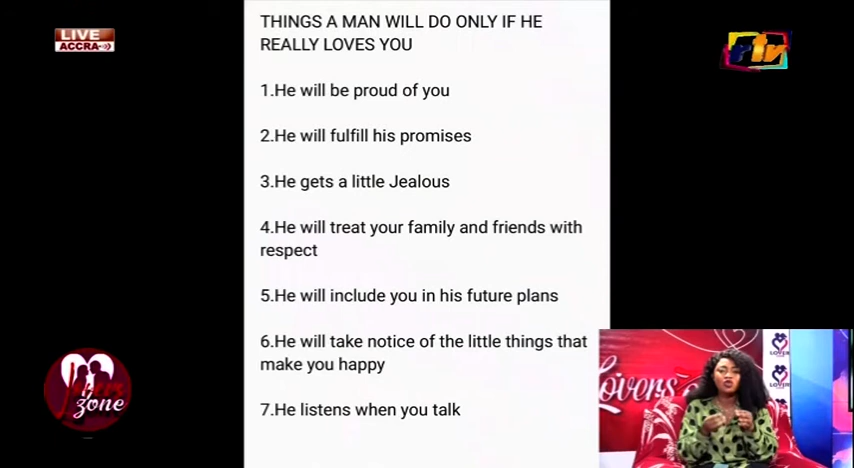 LIVE
ACCRA
THINGS A MAN WILL DO ONLY IF HE
REALLY LOVES YOU
1.He will be proud of you
2.He will fulfill his promises
3.He gets a little Jealous
4.He will treat your family and friends with
respect
5.He will include you in his future plans
6.He will take notice of the little things that
make you happy
7.He listens when you talk
Lovers
zone
Lovers
LOVER
LOVER